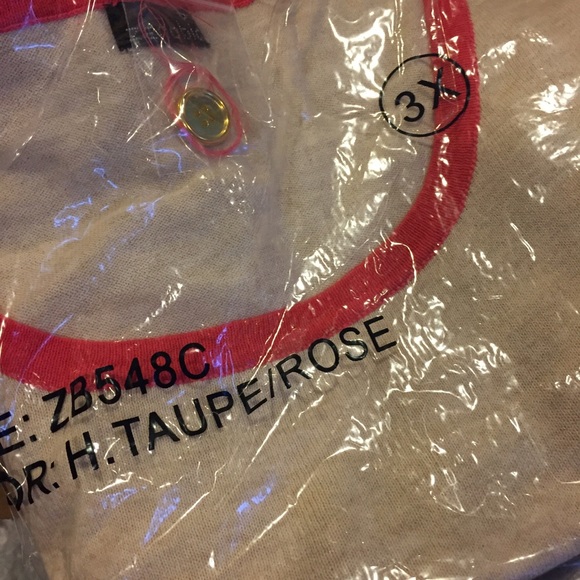 3X
E: ZB548C
OR: H.TAUPE/ROSE